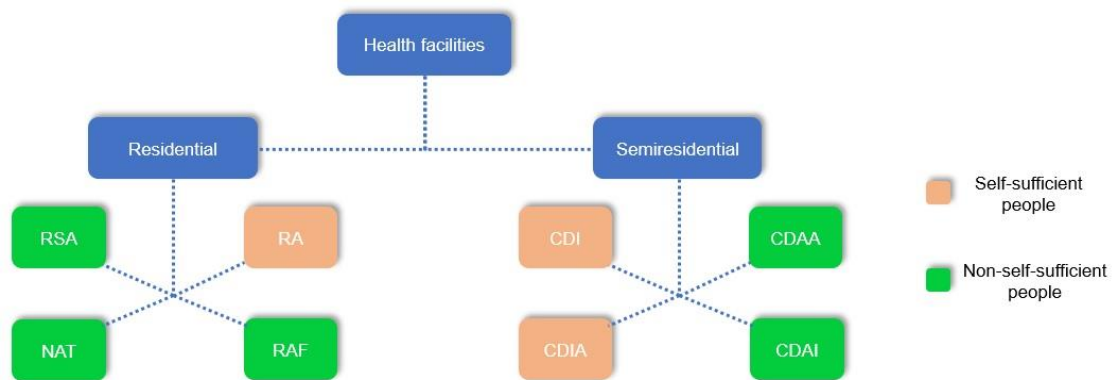 Health facilities
Residential
Semiresidential
RSA
RA
CDI
CDAA
NAT
RAF
CDIA
CDAI
Self-sufficient
people
Non-self-sufficient
people